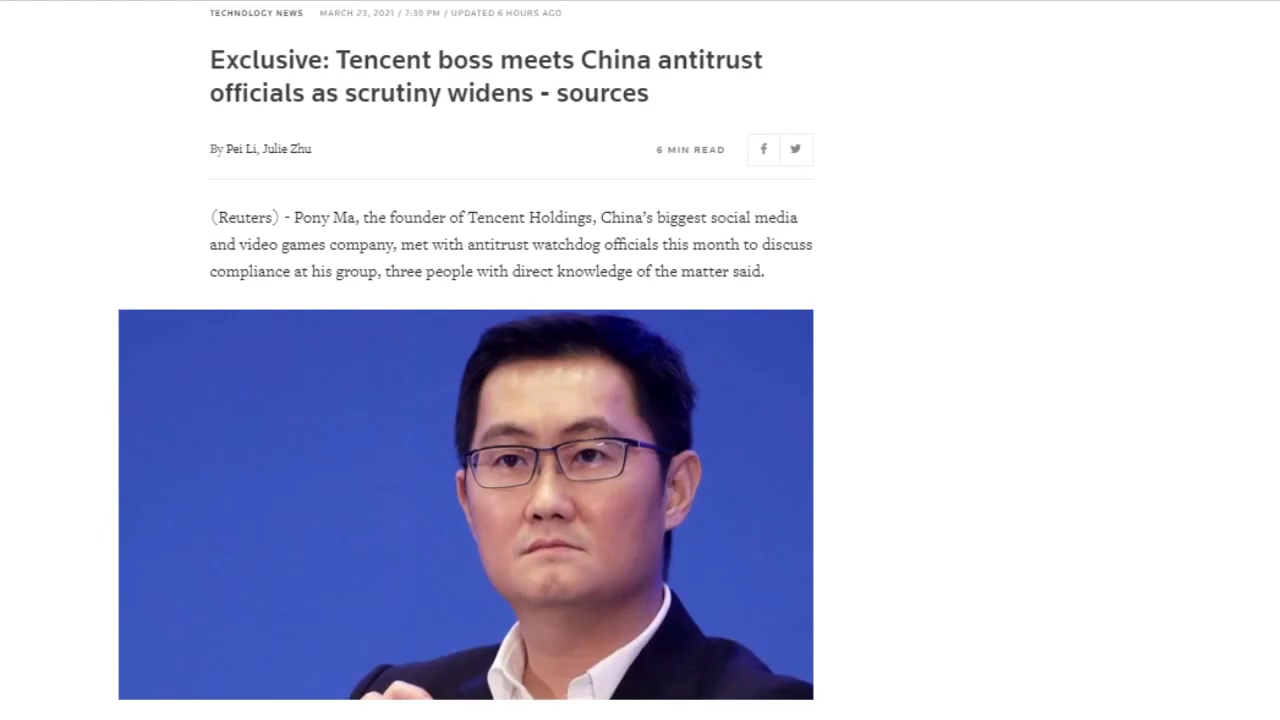 TECHNOLOGY NEWS MARCH 23, 2021 / 7:39 PM / UPDATED 6 HOURS AGO
Exclusive: Tencent boss meets China antitrust
officials as scrutiny widens - sources
By Pei Li, Julie Zhu
6 MIN READ
(Reuters) - Pony Ma, the founder of Tencent Holdings, China’s biggest social media
and video games company, met with antitrust watchdog officials this month to discuss
compliance at his group, three people with direct knowledge of the matter said.